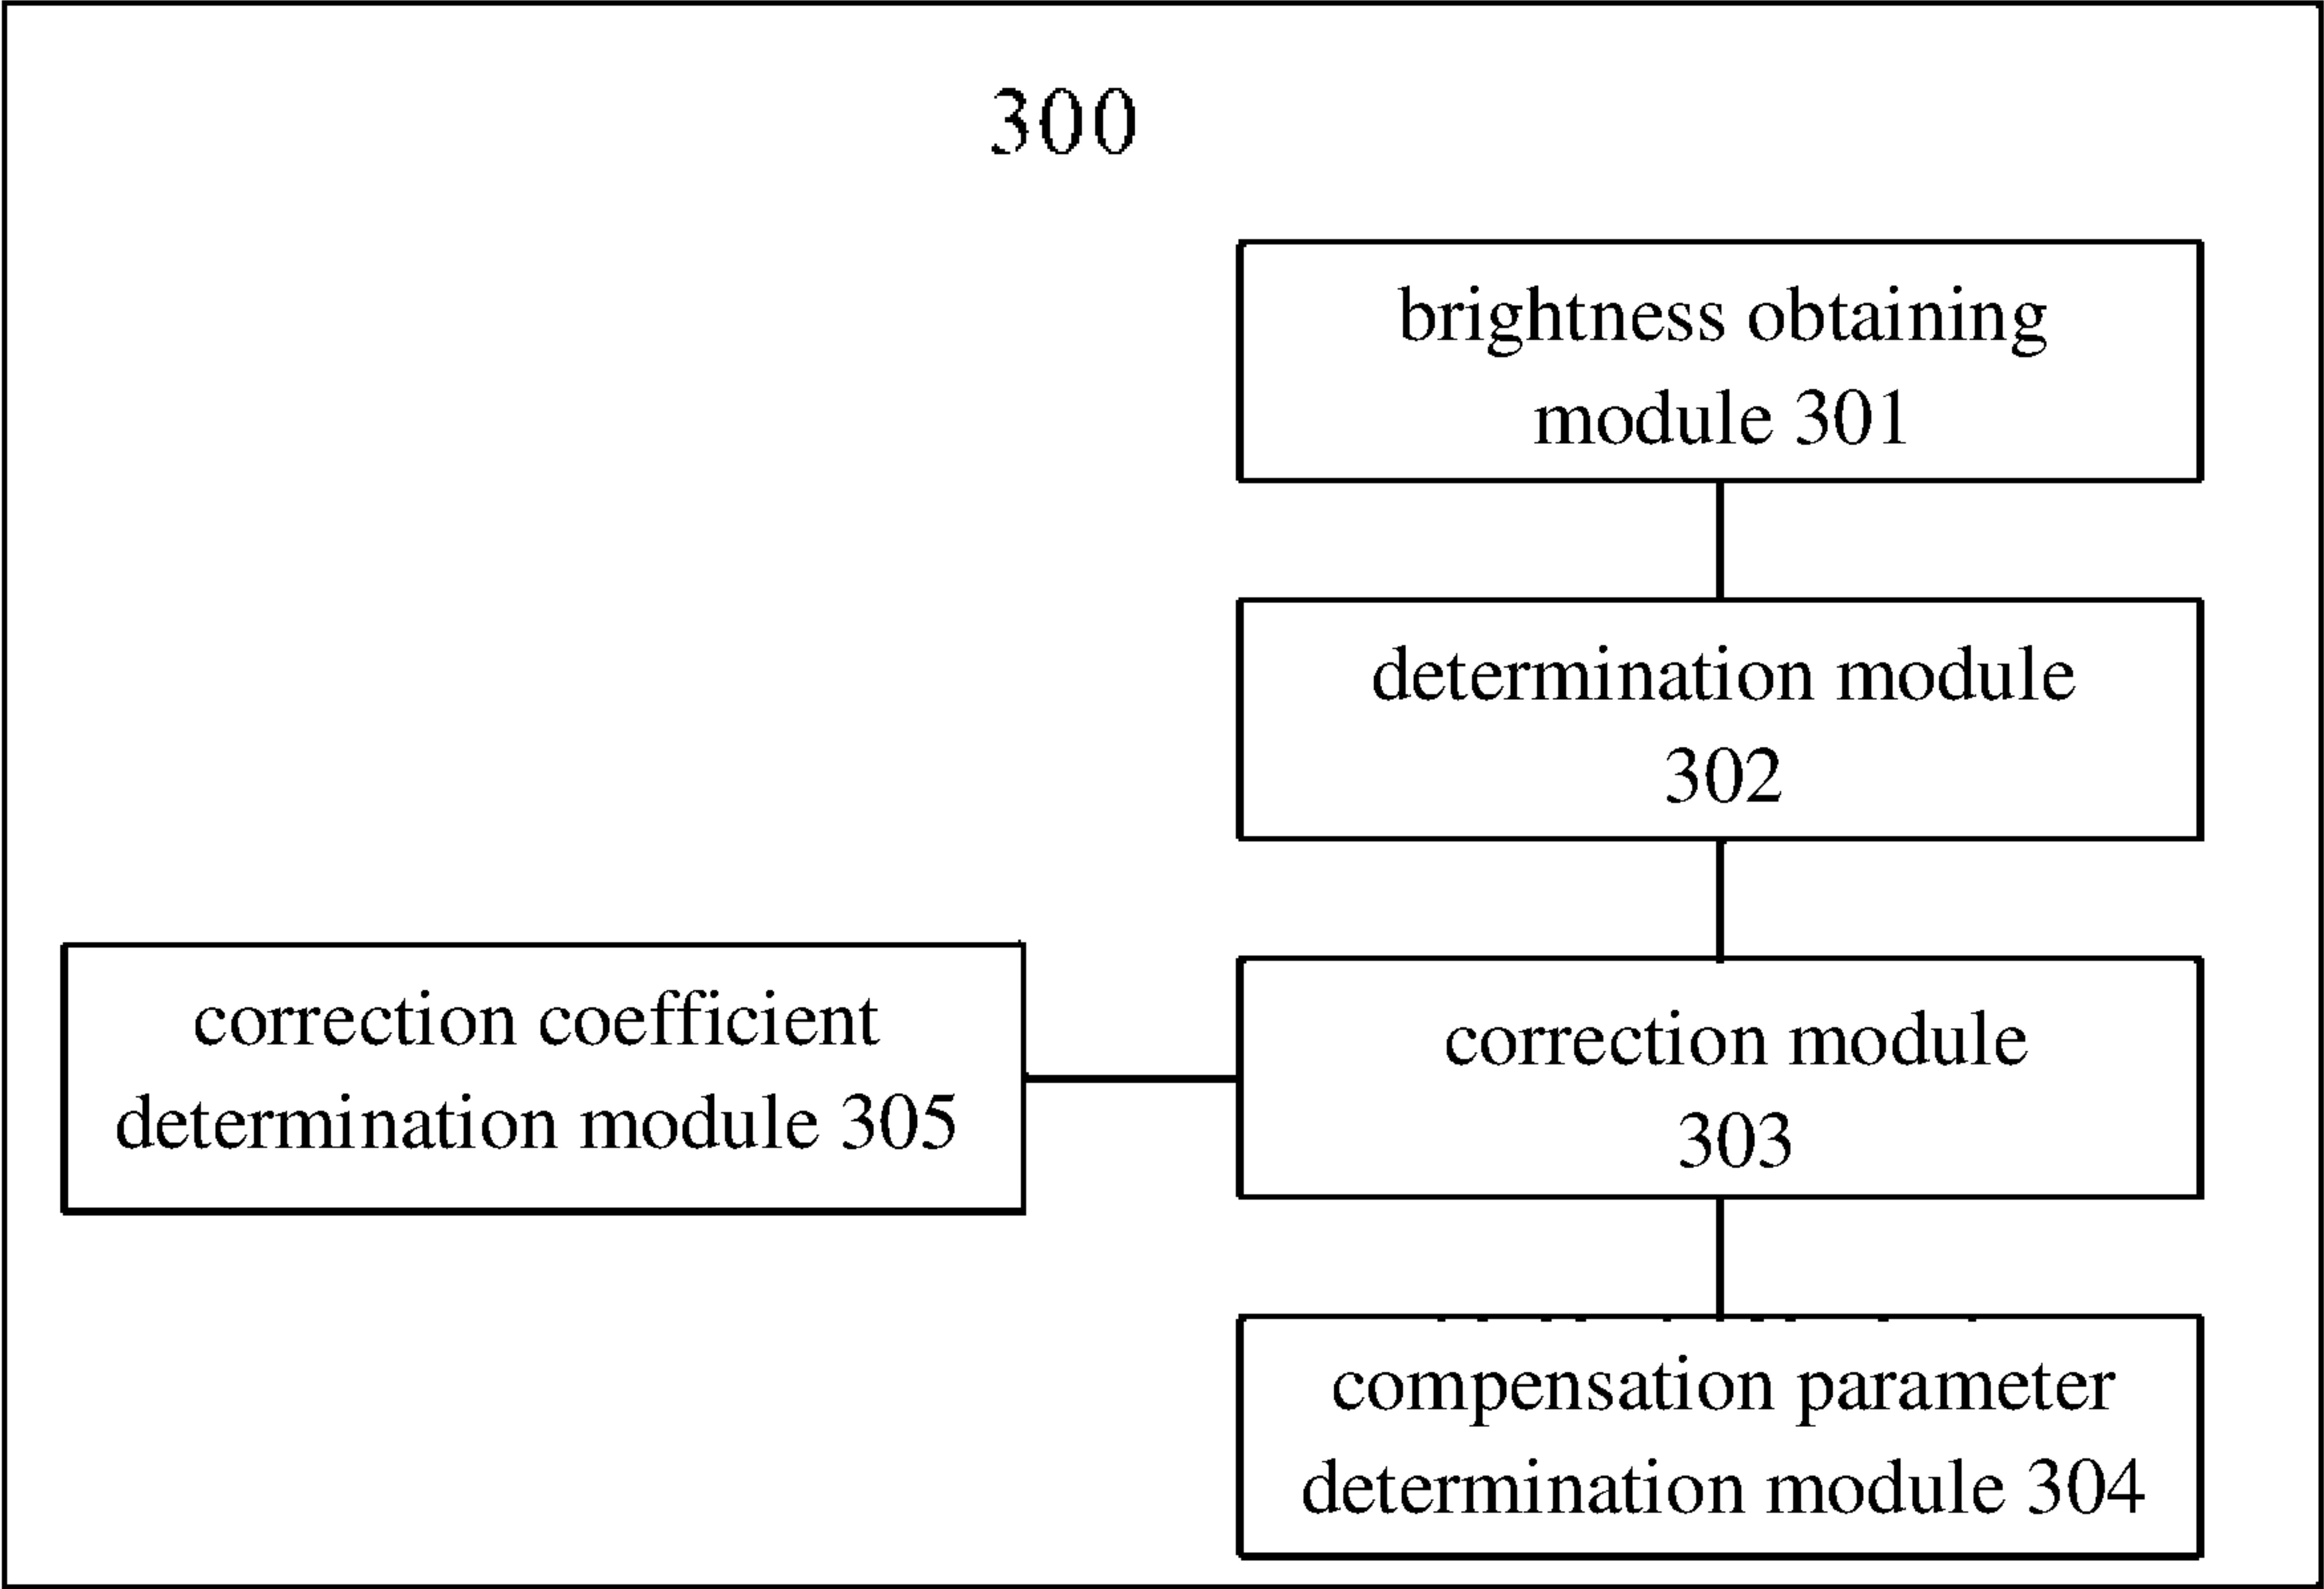 300
brightness obtaining
module 301
determination module
302
correction coefficient
determination module 305
correction module
303
compensation parameter
determination module 304